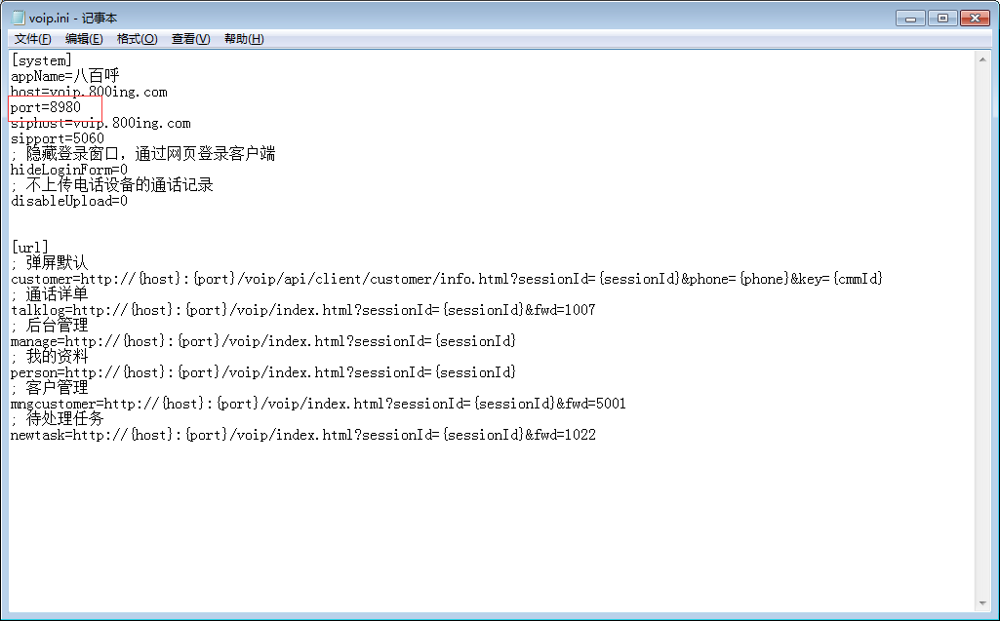 voip.ini - 记事本
文件(F) 编辑(E) 格式(O) 查看(V) 帮助(H)
[system]
appName=八百呼
host=voip.800ing.com
port=8980
siphost=voip.800ing.com
sipport=5060
; 隐藏登录窗口，通过网页登录客户端
hideLoginForm=0
; 不上传电话设备的通话记录
disableUpload=0
[url]
; 弹屏默认
customer=http://{host}:{port}/voip/api/client/customer/info.html?sessionId={sessionId}&phone={phone}&key={cmmId}
; 通话详单
talklog=http://{host}:{port}/voip/index.html?sessionId={sessionId}&fwd=1007
; 后台管理
manage=http://{host}:{port}/voip/index.html?sessionId={sessionId}
; 我的资料
person=http://{host}:{port}/voip/index.html?sessionId={sessionId}
; 客户管理
mngcustomer=http://{host}:{port}/voip/index.html?sessionId={sessionId}&fwd=5001
; 待处理任务
newtask=http://{host}:{port}/voip/index.html?sessionId={sessionId}&fwd=1022